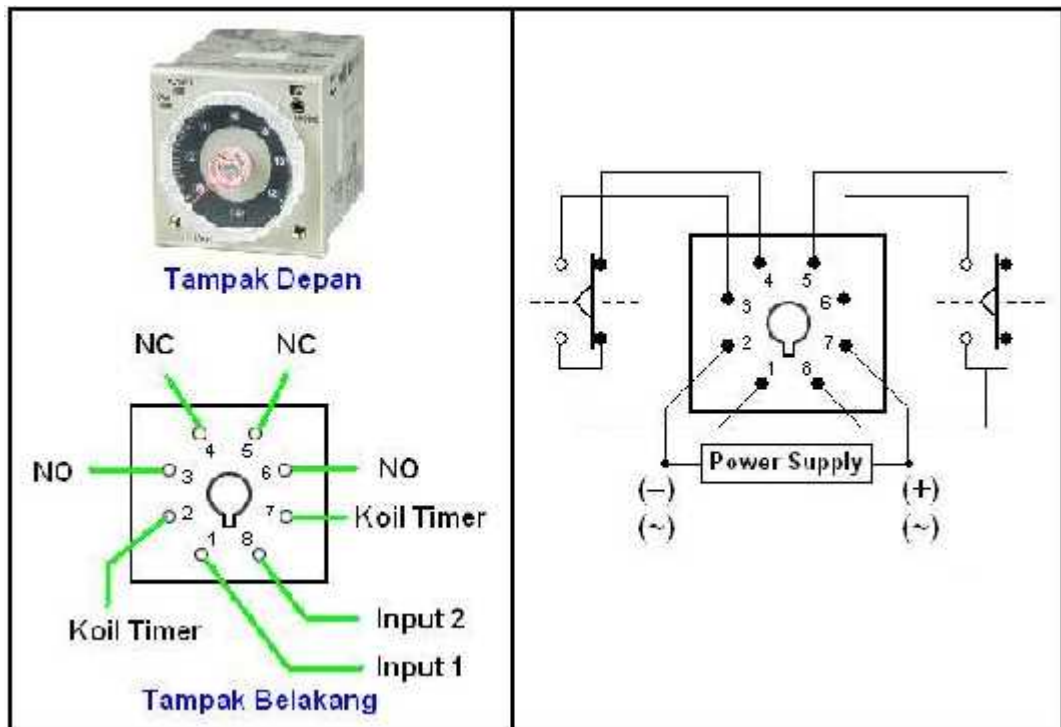 Tampak Depan
NC NC
4 5
NO 3 6 NO
2 7 Koil Timer
1 8
Koil Timer
Input 2
Input 1
Tampak Belakang
4 5
3 6
2 7
1 8
Power Supply
(−) (+)
(~) (~)